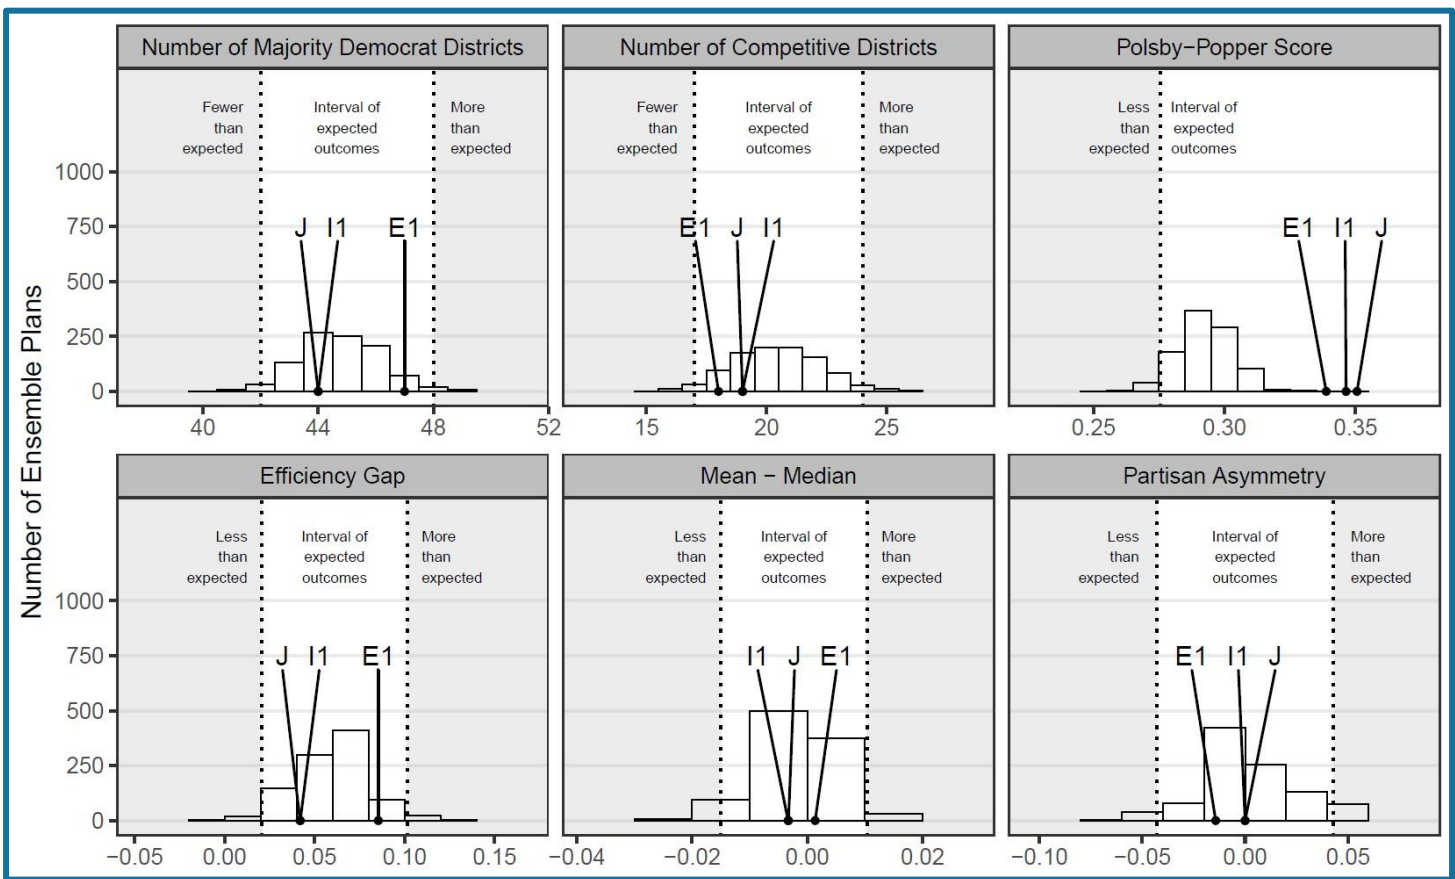 Number of Ensemble Plans
Number of Majority Democrat Districts
Fewer
than
expected
Interval of
expected
outcomes
More
than
expected
1000
750
500
250
0
J I1 E1
40 44 48 52
Number of Competitive Districts
Fewer
than
expected
Interval of
expected
outcomes
More
than
expected
E1 J I1
15 20 25
Polsby−Popper Score
Less
than
expected
Interval of
expected
outcomes
E1 I1 J
0.25 0.30 0.35
Efficiency Gap
Less
than
expected
Interval of
expected
outcomes
More
than
expected
1000
750
500
250
0
J I1 E1
−0.05 0.00 0.05 0.10 0.15
Mean − Median
Less
than
expected
Interval of
expected
outcomes
More
than
expected
I1 J E1
−0.04 −0.02 0.00 0.02
Partisan Asymmetry
Less
than
expected
Interval of
expected
outcomes
More
than
expected
E1 I1 J
−0.10 −0.05 0.00 0.05